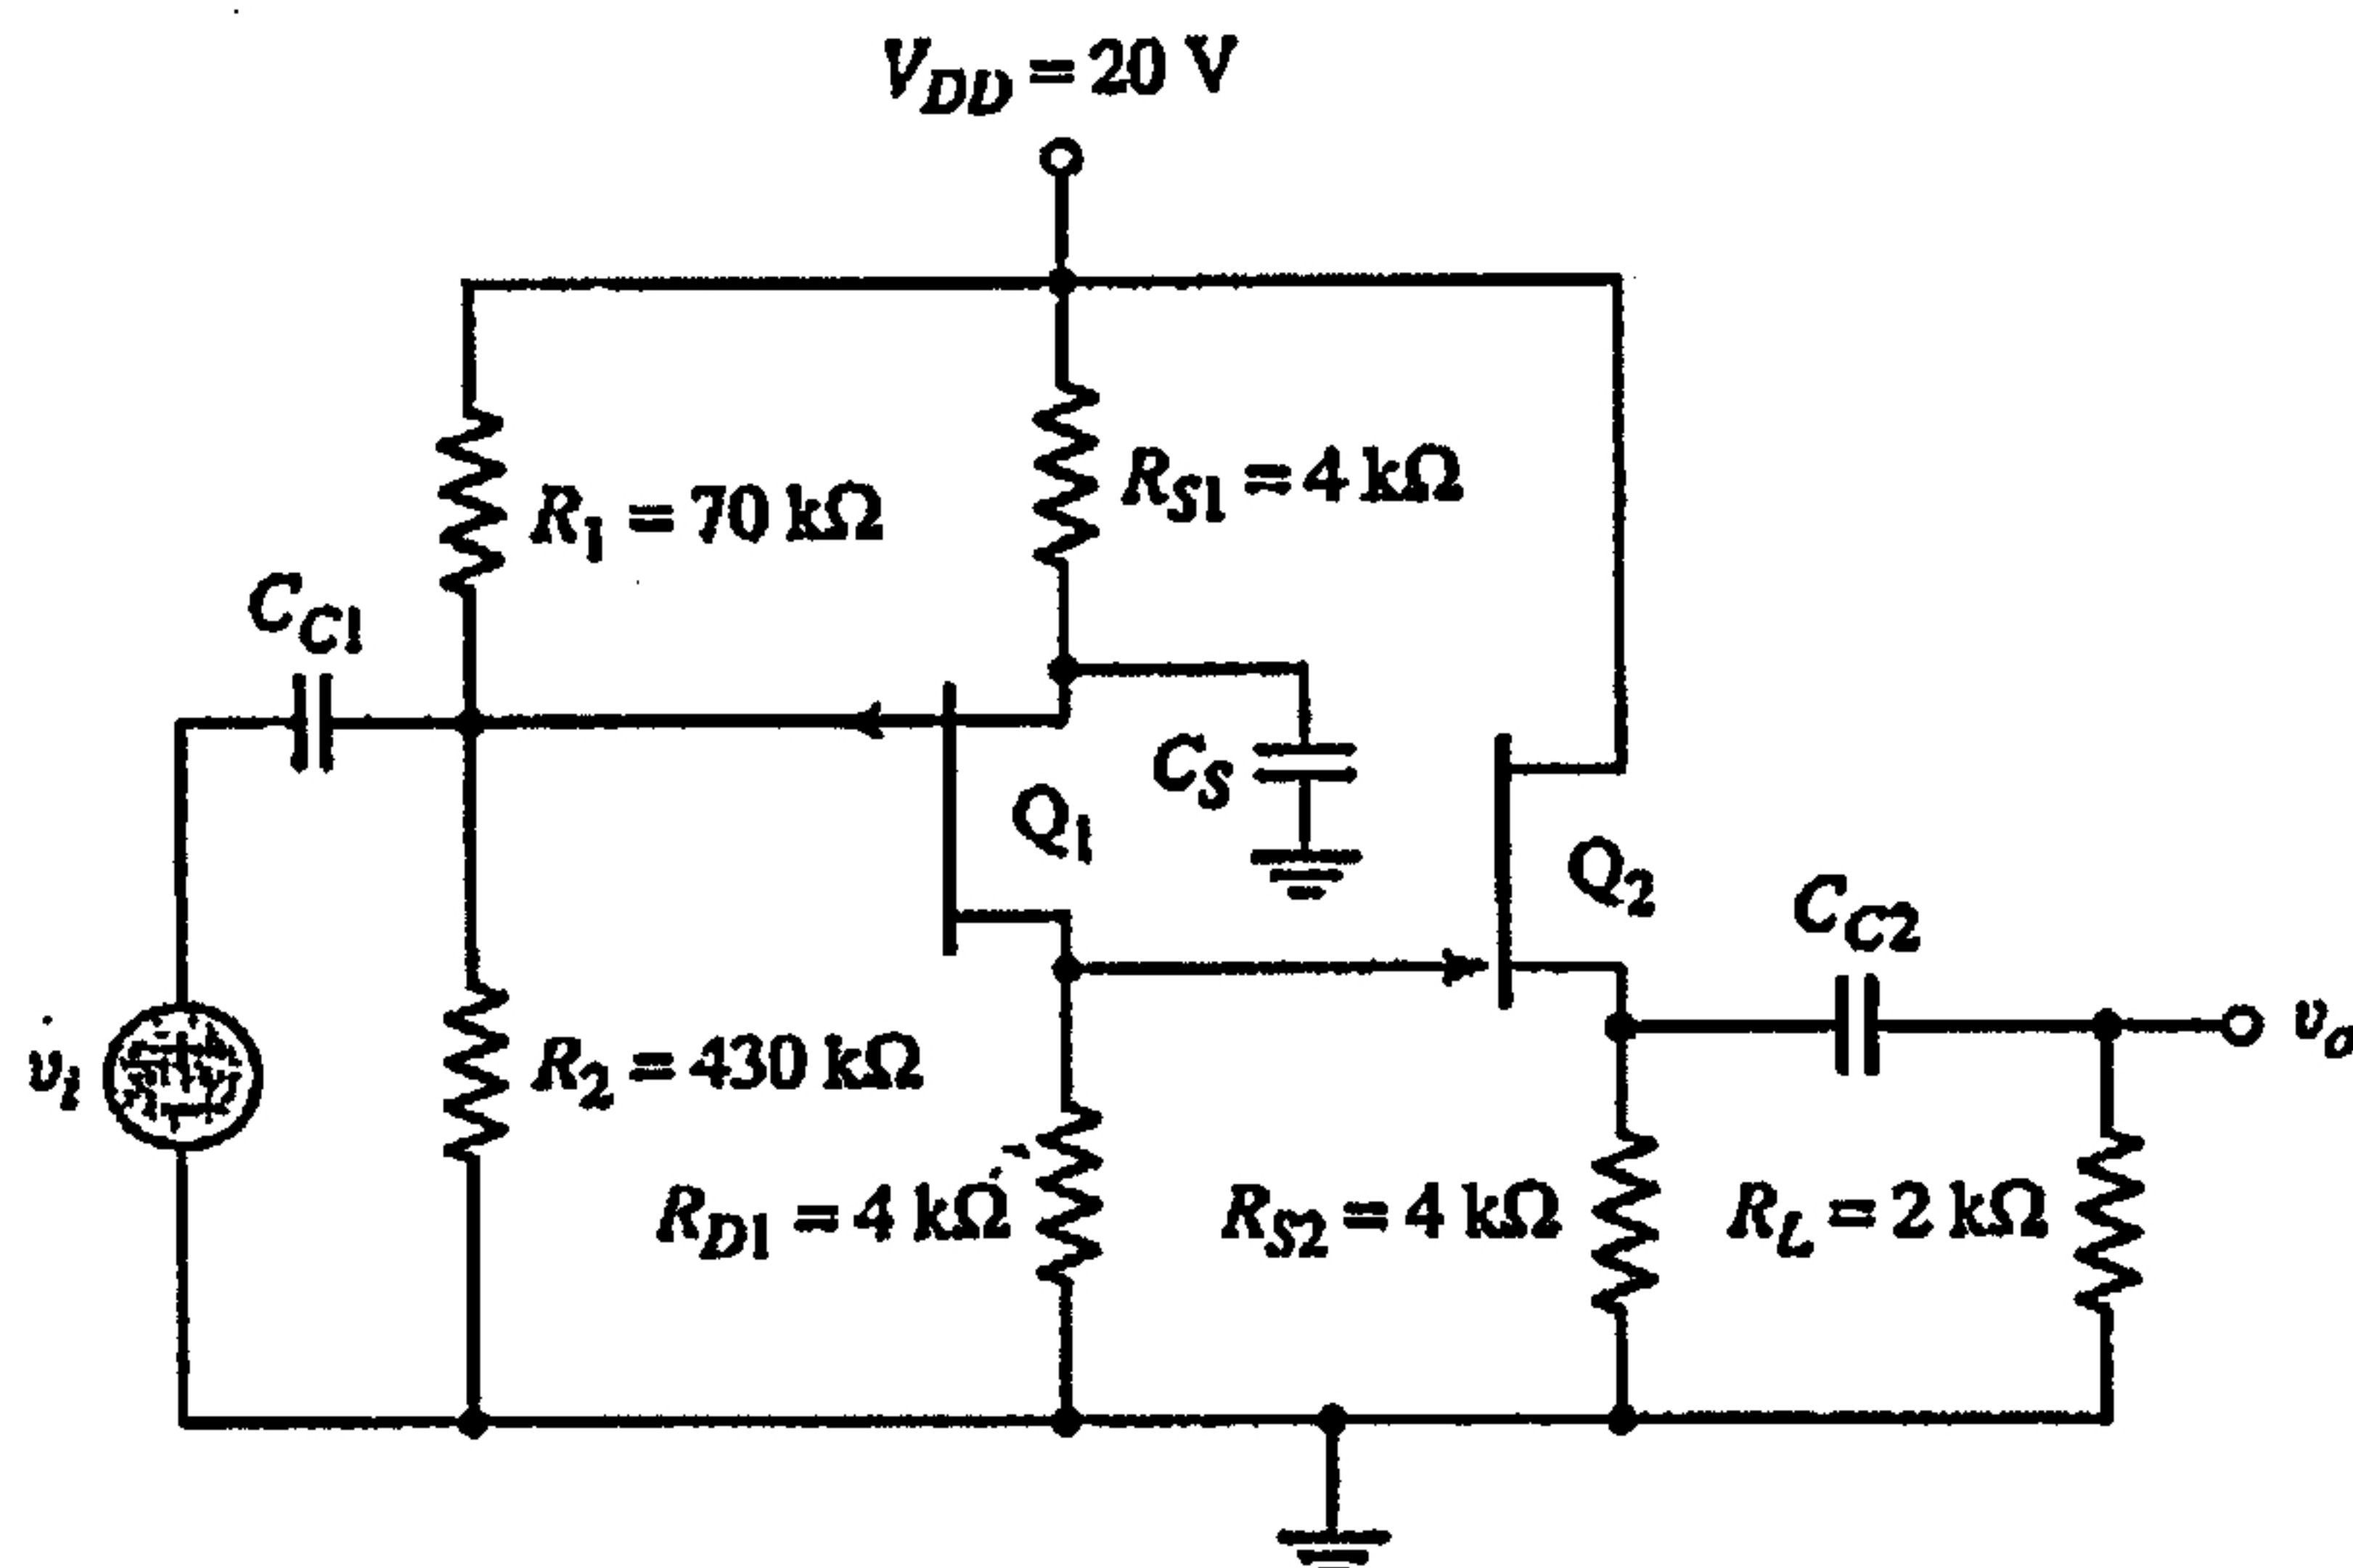 V_DD = 20 V
R_1 = 70 kΩ
R_S1 = 4 kΩ
C_C1
C_S
Q_1
Q_2
C_C2
v_i
v_o
R_2 = 430 kΩ
R_D1 = 4 kΩ
R_S2 = 4 kΩ
R_L = 2 kΩ